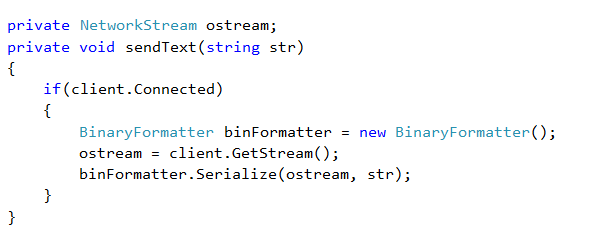 private NetworkStream ostream;
private void sendText(string str)
{
    if(client.Connected)
    {
        BinaryFormatter binFormatter = new BinaryFormatter();
        ostream = client.GetStream();
        binFormatter.Serialize(ostream, str);
    }
}